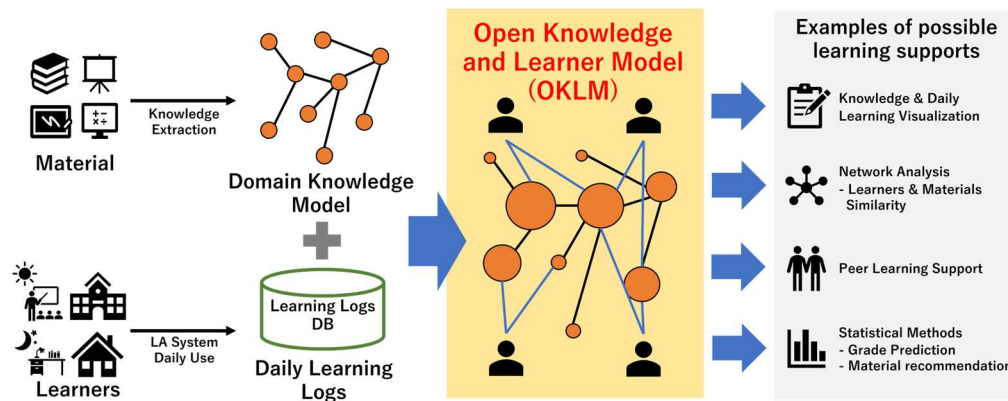 Material
Knowledge
Extraction
Domain Knowledge
Model
Learners
LA System
Daily Use
Learning Logs
DB
Daily Learning
Logs
Open Knowledge
and Learner Model
(OKLM)
Examples of possible
learning supports
Knowledge & Daily
Learning Visualization
Network Analysis
- Learners & Materials
Similarity
Peer Learning Support
Statistical Methods
- Grade Prediction
- Material recommendation